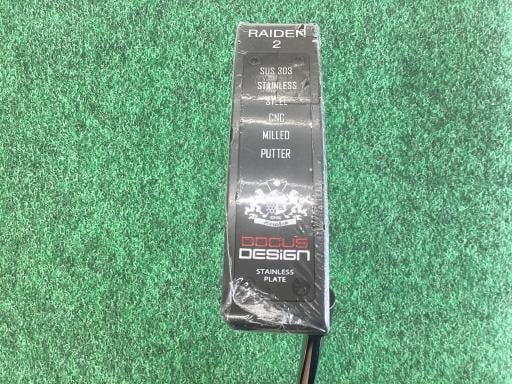 RAIDEN
2
SUS 303
STAINLESS
STEEL
CNC
MILLED
PUTTER
DOCUS
DESIGN
STAINLESS
PLATE